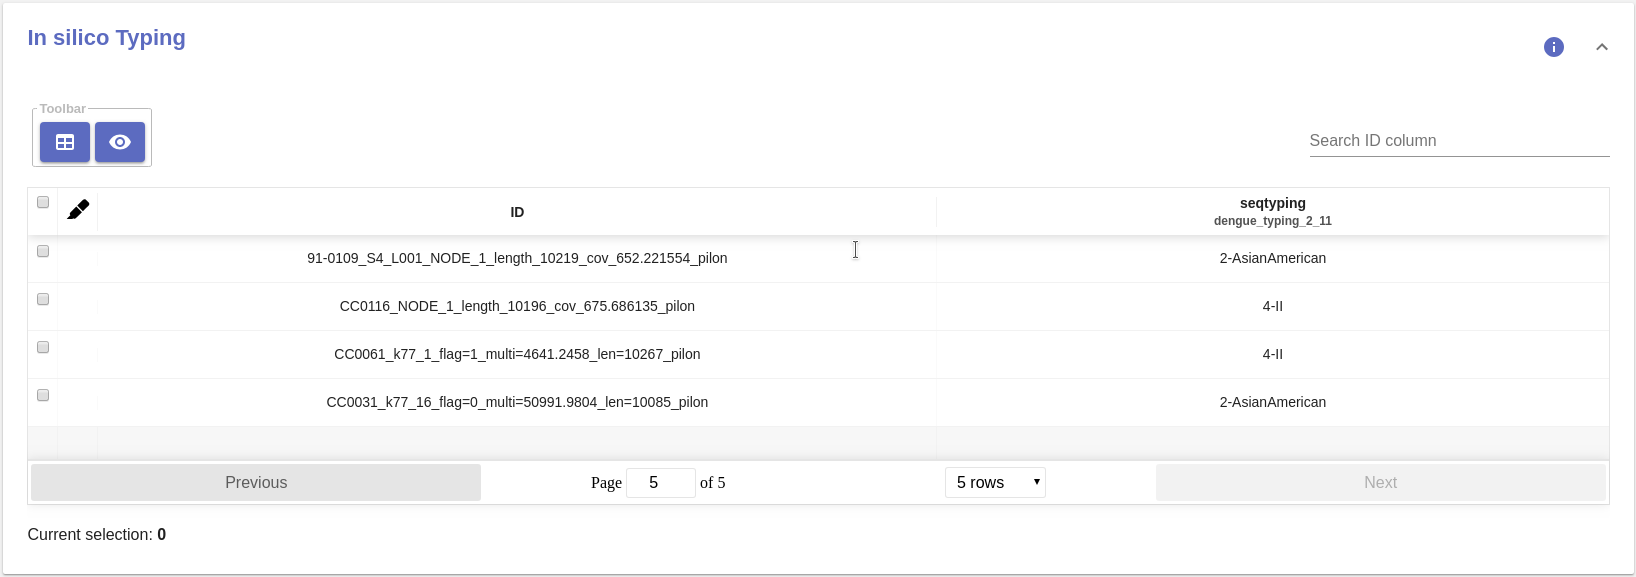 In silico Typing
Toolbar
Search ID column
ID
seqtyping
dengue_typing_2_11
91-0109_S4_L001_NODE_1_length_10219_cov_652.221554_pilon 2-AsianAmerican
CC0116_NODE_1_length_10196_cov_675.686135_pilon 4-II
CC0061_k77_1_flag=1_multi=4641.2458_len=10267_pilon 4-II
CC0031_k77_16_flag=0_multi=50991.9804_len=10085_pilon 2-AsianAmerican
Previous Page 5 of 5 5 rows Next
Current selection: 0